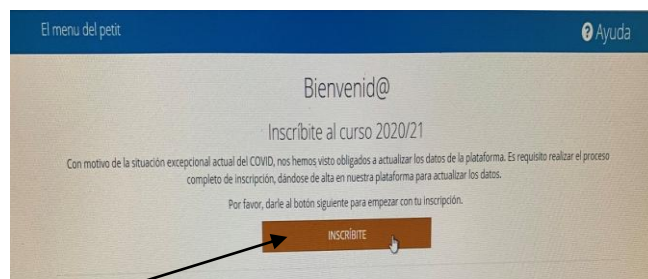 El menu del petit
? Ayuda
Bienvenid@
Inscríbite al curso 2020/21
Con motivo de la situación excepcional actual del COVID, nos hemos visto obligados a actualizar los datos de la plataforma. Es requisito realizar el proceso
completo de inscripción, dándose de alta en nuestra plataforma para actualizar los datos.
Por favor, darle al botón siguiente para empezar con tu inscripción.
INSCRÍBITE